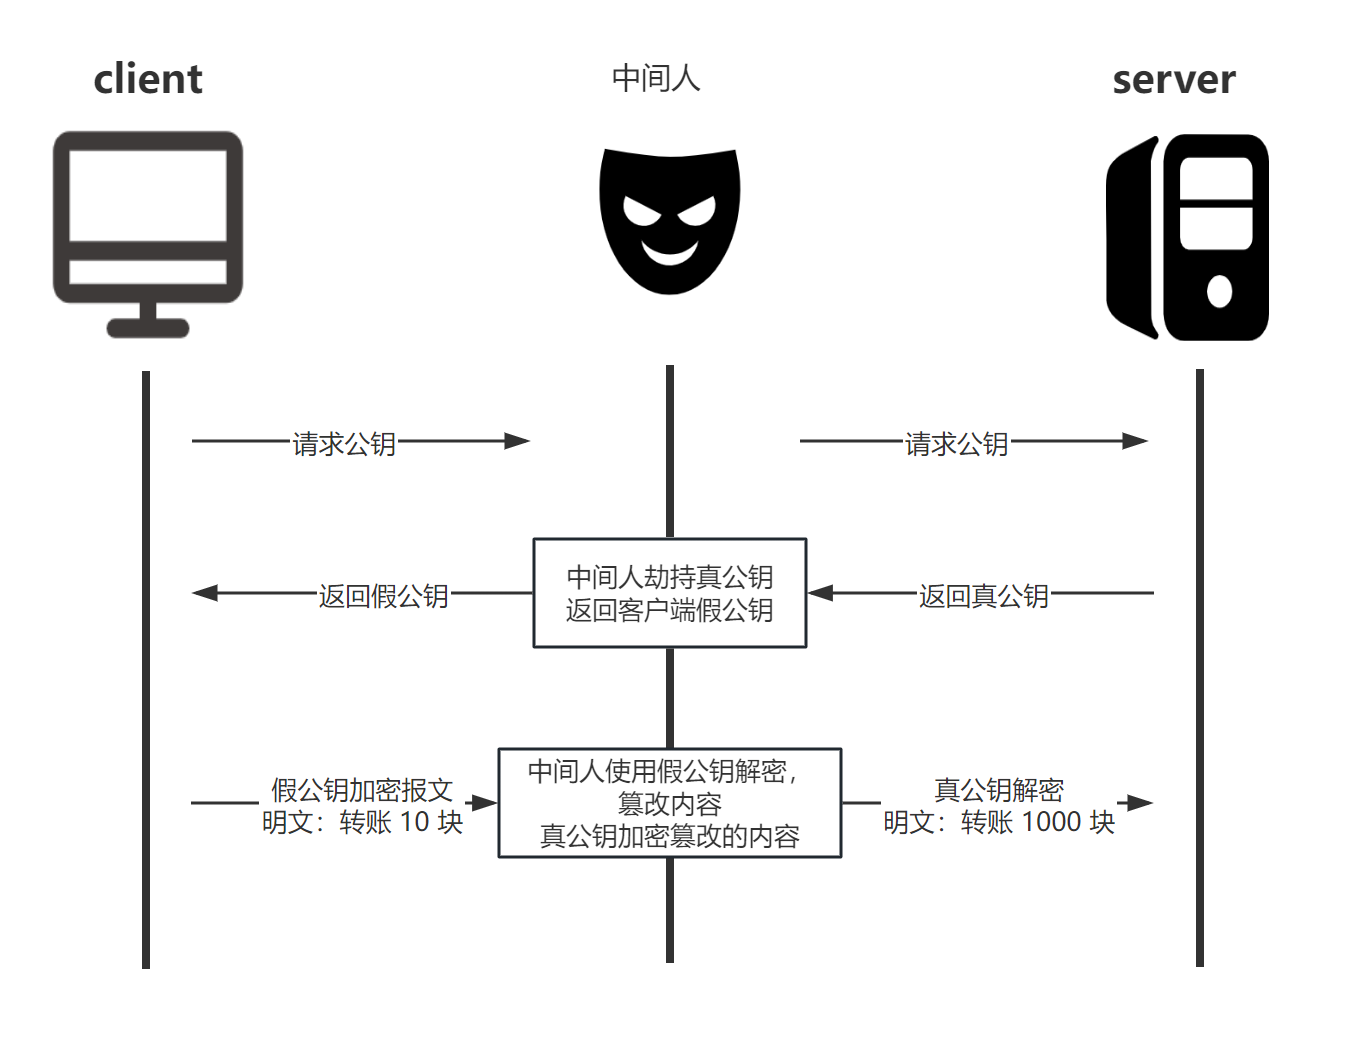 client
中间人
server
请求公钥
请求公钥
返回假公钥
中间人劫持真公钥
返回客户端假公钥
返回真公钥
假公钥加密报文
明文：转账 10 块
中间人使用假公钥解密，
篡改内容
真公钥加密篡改的内容
真公钥解密
明文：转账 1000 块